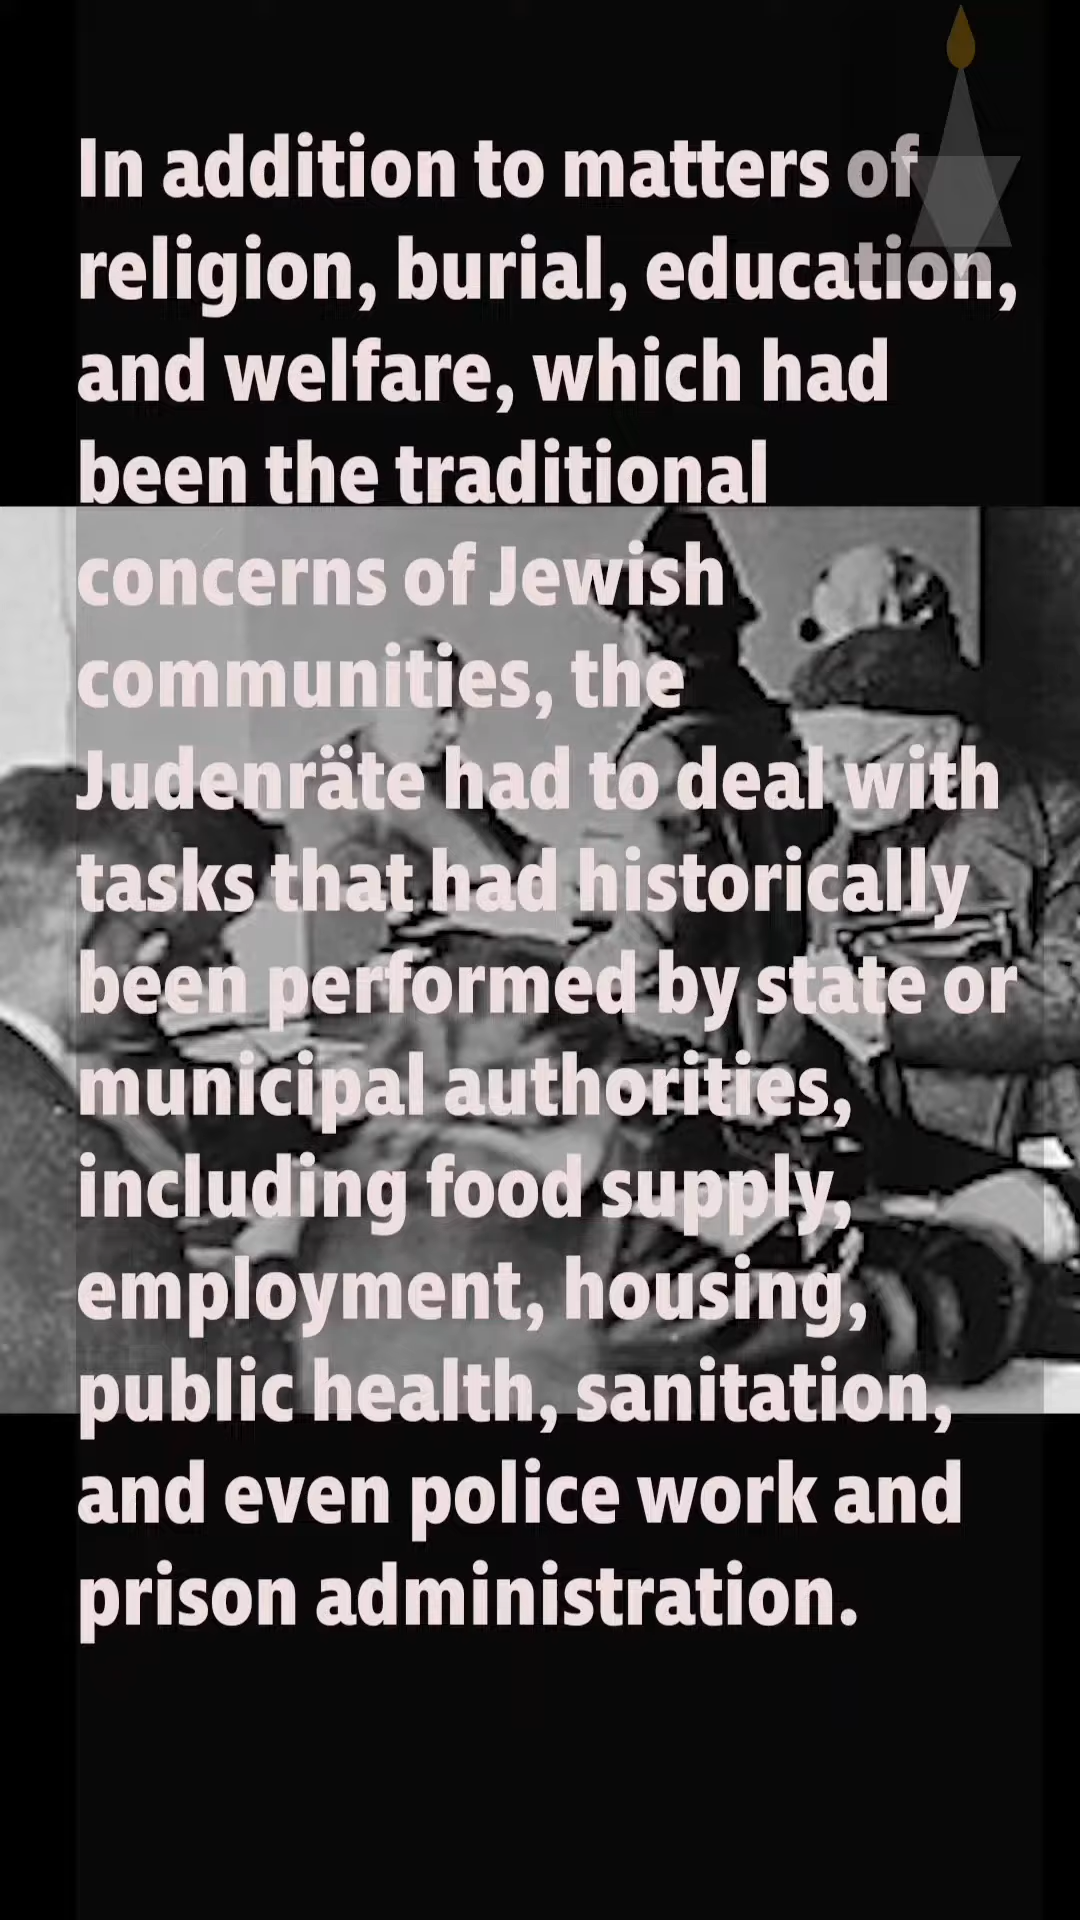 In addition to matters of
religion, burial, education,
and welfare, which had
been the traditional
concerns of Jewish
communities, the
Judenräte had to deal with
tasks that had historically
been performed by state or
municipal authorities,
including food supply,
employment, housing,
public health, sanitation,
and even police work and
prison administration.